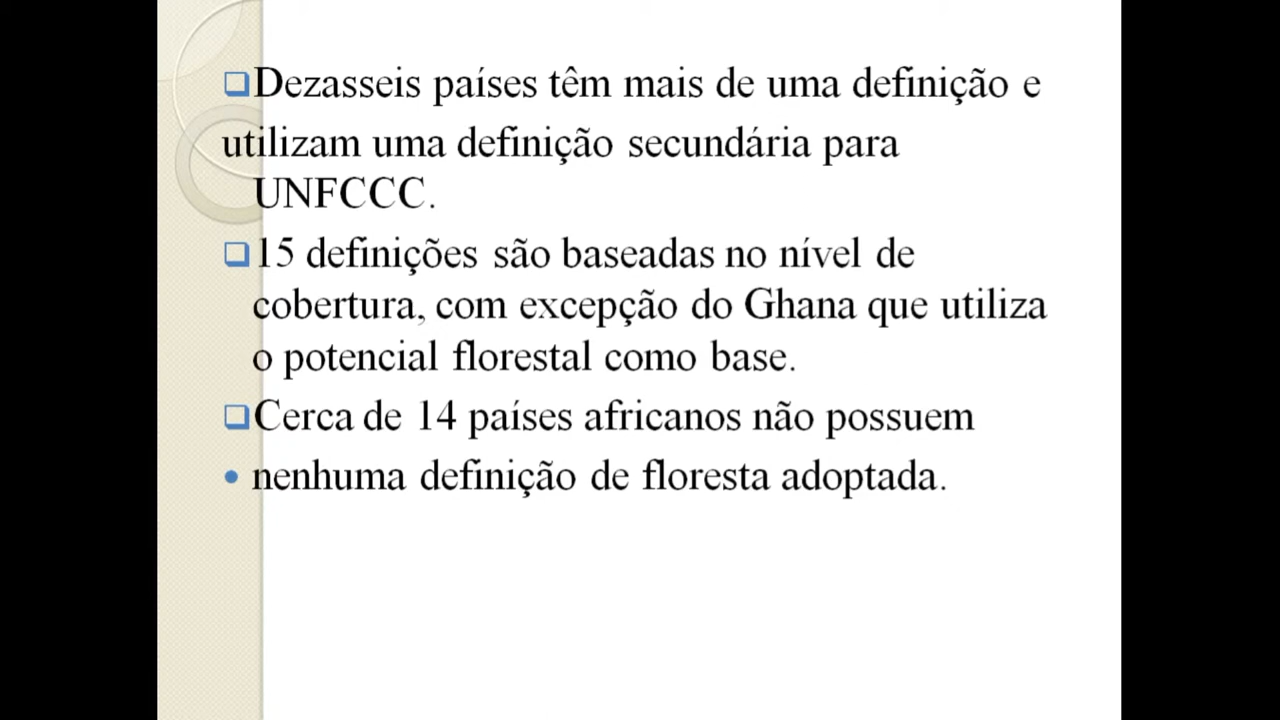 Dezasseis países têm mais de uma definição e
utilizam uma definição secundária para
UNFCCC.
15 definições são baseadas no nível de
cobertura, com excepção do Ghana que utiliza
o potencial florestal como base.
Cerca de 14 países africanos não possuem
nenhuma definição de floresta adoptada.